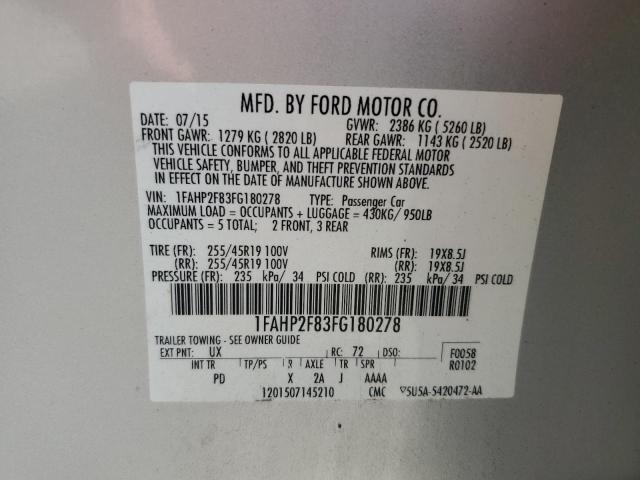 MFD. BY FORD MOTOR CO.
DATE: 07/15 GVWR: 2386 KG ( 5260 LB)
FRONT GAWR: 1279 KG ( 2820 LB) REAR GAWR: 1143 KG ( 2520 LB)
THIS VEHICLE CONFORMS TO ALL APPLICABLE FEDERAL MOTOR
VEHICLE SAFETY, BUMPER, AND THEFT PREVENTION STANDARDS
IN EFFECT ON THE DATE OF MANUFACTURE SHOWN ABOVE.
VIN: 1FAHP2F83FG180278 TYPE: Passenger Car
MAXIMUM LOAD = OCCUPANTS + LUGGAGE = 430KG/ 950LB
OCCUPANTS = 5 TOTAL; 2 FRONT, 3 REAR
TIRE (FR): 255/45R19 100V RIMS (FR): 19X8.5J
(RR): 255/45R19 100V (RR): 19X8.5J
PRESSURE (FR): 235 kPa/ 34 PSI COLD (RR): 235 kPa/ 34 PSI COLD
1FAHP2F83FG180278
TRAILER TOWING - SEE OWNER GUIDE
EXT PNT: UX RC: 72 DSO: F0058
INT TR TP/PS R AXLE TR SPR R0102
PD X 2A J AAAA
1201507145210 CMC 5U5A-5420472-AA